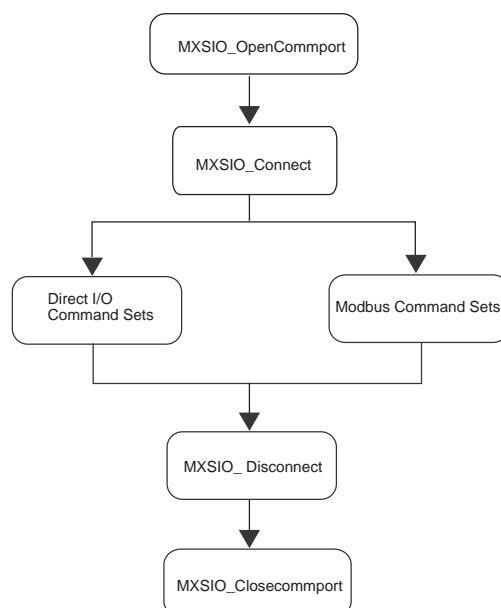 MXSIO_OpenCommport
MXSIO_Connect
Direct I/O
Command Sets
Modbus Command Sets
MXSIO_ Disconnect
MXSIO_Closecommport